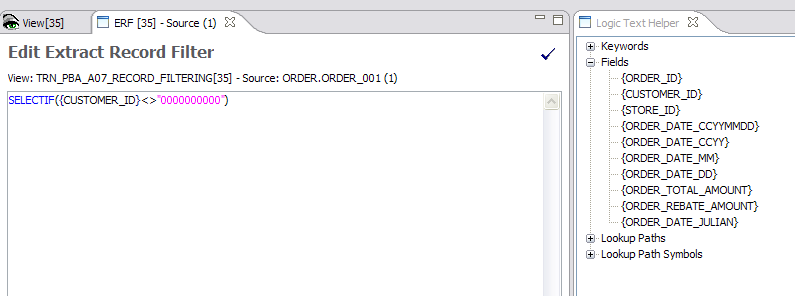 View[35]
ERF [35] - Source (1)
Edit Extract Record Filter
View: TRN_PBA_A07_RECORD_FILTERING[35] - Source: ORDER.ORDER_001 (1)
SELECTIF({CUSTOMER_ID}<>"0000000000")
Logic Text Helper
Keywords
Fields
{ORDER_ID}
{CUSTOMER_ID}
{STORE_ID}
{ORDER_DATE_CCYYMMDD}
{ORDER_DATE_CCYY}
{ORDER_DATE_MM}
{ORDER_DATE_DD}
{ORDER_TOTAL_AMOUNT}
{ORDER_REBATE_AMOUNT}
{ORDER_DATE_JULIAN}
Lookup Paths
Lookup Path Symbols